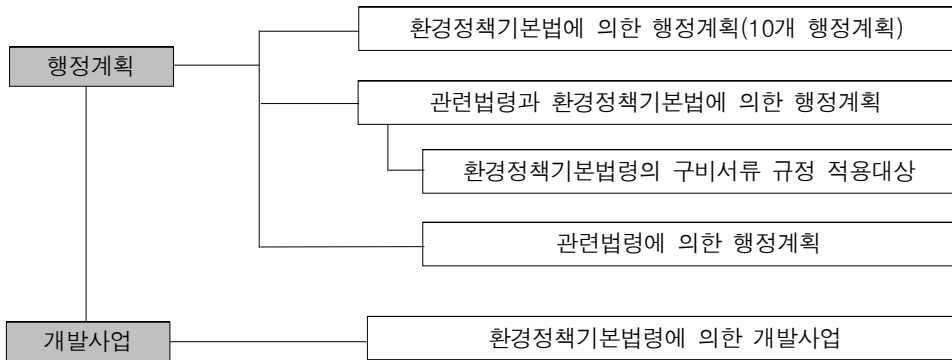 환경정책기본법에 의한 행정계획(10개 행정계획)
행정계획
관련법령과 환경정책기본법에 의한 행정계획
환경정책기본법령의 구비서류 규정 적용대상
관련법령에 의한 행정계획
개발사업
환경정책기본법령에 의한 개발사업